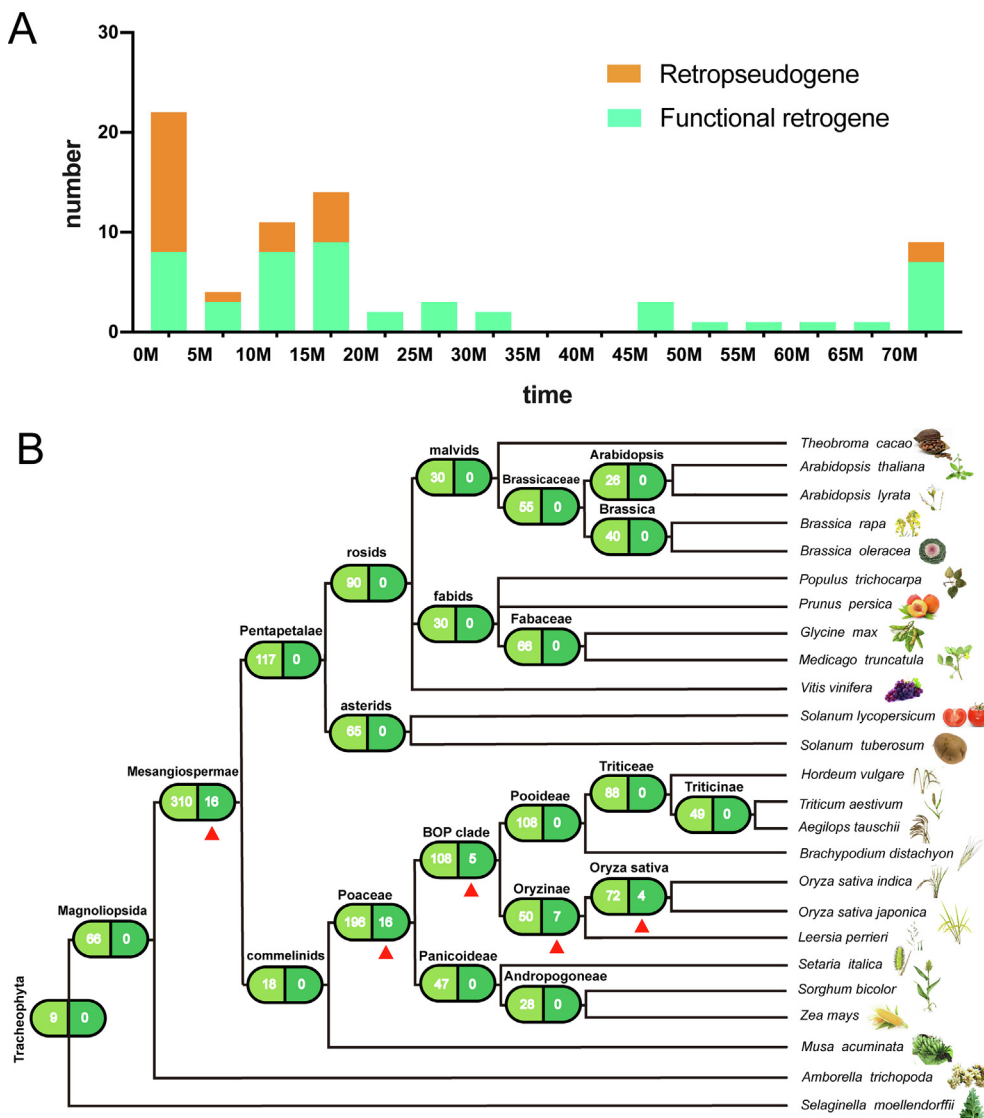 A
30
20
10
0
number
Retropseudogene
Functional retrogene
0M 5M 10M 15M 20M 25M 30M 35M 40M 45M 50M 55M 60M 65M 70M
time
B
malvids
30 0
Brassicaceae
55 0
Arabidopsis
26 0
Brassica
40 0
rosids
90 0
fabids
30 0
Fabaceae
66 0
Pentapetalae
117 0
asterids
65 0
Mesangiospermae
310 16
Triticeae
88 0
Triticinae
49 0
Pooideae
108 0
BOP clade
108 5
Oryza sativa
72 4
Oryzinae
50 7
Poaceae
196 16
Magnoliopsida
66 0
commelinids
18 0
Panicoideae
47 0
Andropogoneae
28 0
Tracheophyta
9 0
Theobroma cacao
Arabidopsis thaliana
Arabidopsis lyrata
Brassica rapa
Brassica oleracea
Populus trichocarpa
Prunus persica
Glycine max
Medicago truncatula
Vitis vinifera
Solanum lycopersicum
Solanum tuberosum
Hordeum vulgare
Triticum aestivum
Aegilops tauschii
Brachypodium distachyon
Oryza sativa indica
Oryza sativa japonica
Leersia perrieri
Setaria italica
Sorghum bicolor
Zea mays
Musa acuminata
Amborella trichopoda
Selaginella moellendorffii